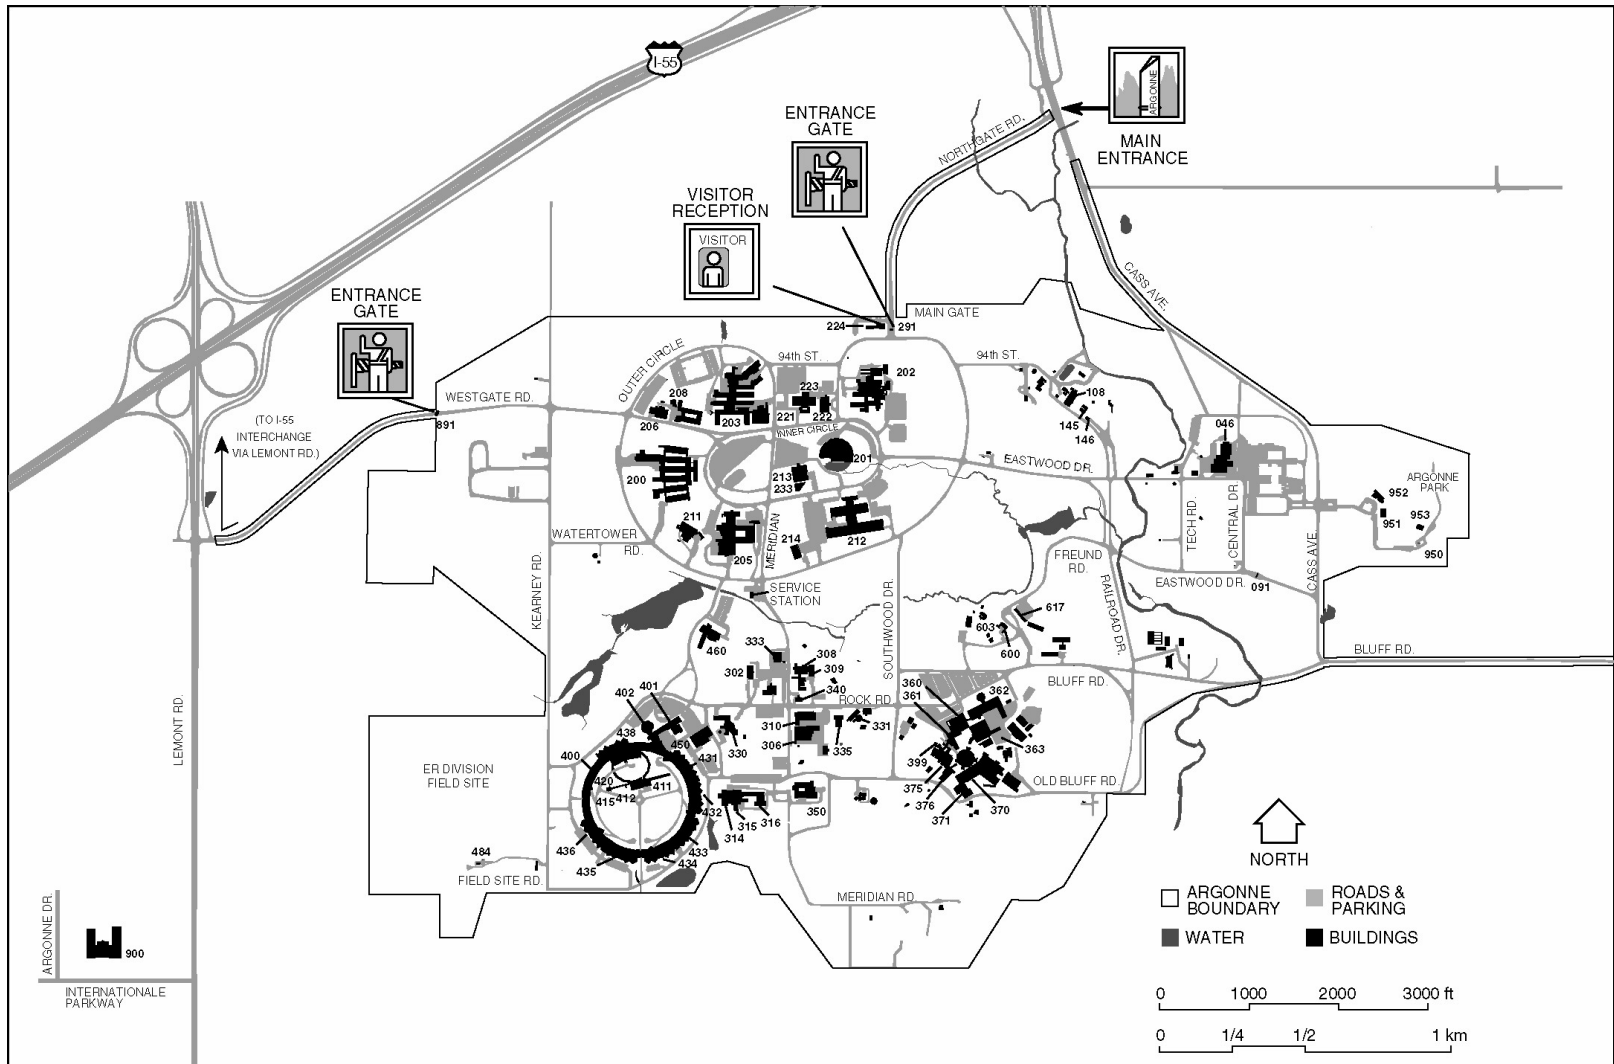 I-55
ARGONNE
MAIN
ENTRANCE
ENTRANCE
GATE
NORTHGATE RD.
VISITOR
RECEPTION
VISITOR
CASS AVE.
ENTRANCE
GATE
MAIN GATE
224
291
OUTER CIRCLE
94th ST.
94th ST.
202
208
223
108
WESTGATE RD.
891
206
203
221
222
INNER CIRCLE
145
146
046
(TO I-55
INTERCHANGE
VIA LEMONT RD.)
201
EASTWOOD DR.
200
213
233
ARGONNE
PARK
952
951
953
950
211
MERIDIAN
TECH RD.
CENTRAL DR.
WATERTOWER
RD.
205
214
212
FREUND
RD.
CASS AVE.
KEARNEY RD.
SERVICE
STATION
SOUTHWOOD DR.
RAILROAD DR.
EASTWOOD DR.
091
617
603
600
460
333
308
309
302
340
BLUFF RD.
BLUFF RD.
ROCK RD.
402
401
360
361
362
LEMONT RD.
438
450
330
310
306
335
331
363
400
431
399
ER DIVISION
FIELD SITE
420
411
415
412
432
375
376
370
371
OLD BLUFF RD.
314
315
316
350
436
435
433
434
484
FIELD SITE RD.
MERIDIAN RD.
NORTH
ARGONNE
BOUNDARY
ROADS &
PARKING
WATER
BUILDINGS
ARGONNE DR.
900
INTERNATIONALE
PARKWAY
0 1000 2000 3000 ft
0 1/4 1/2 1 km